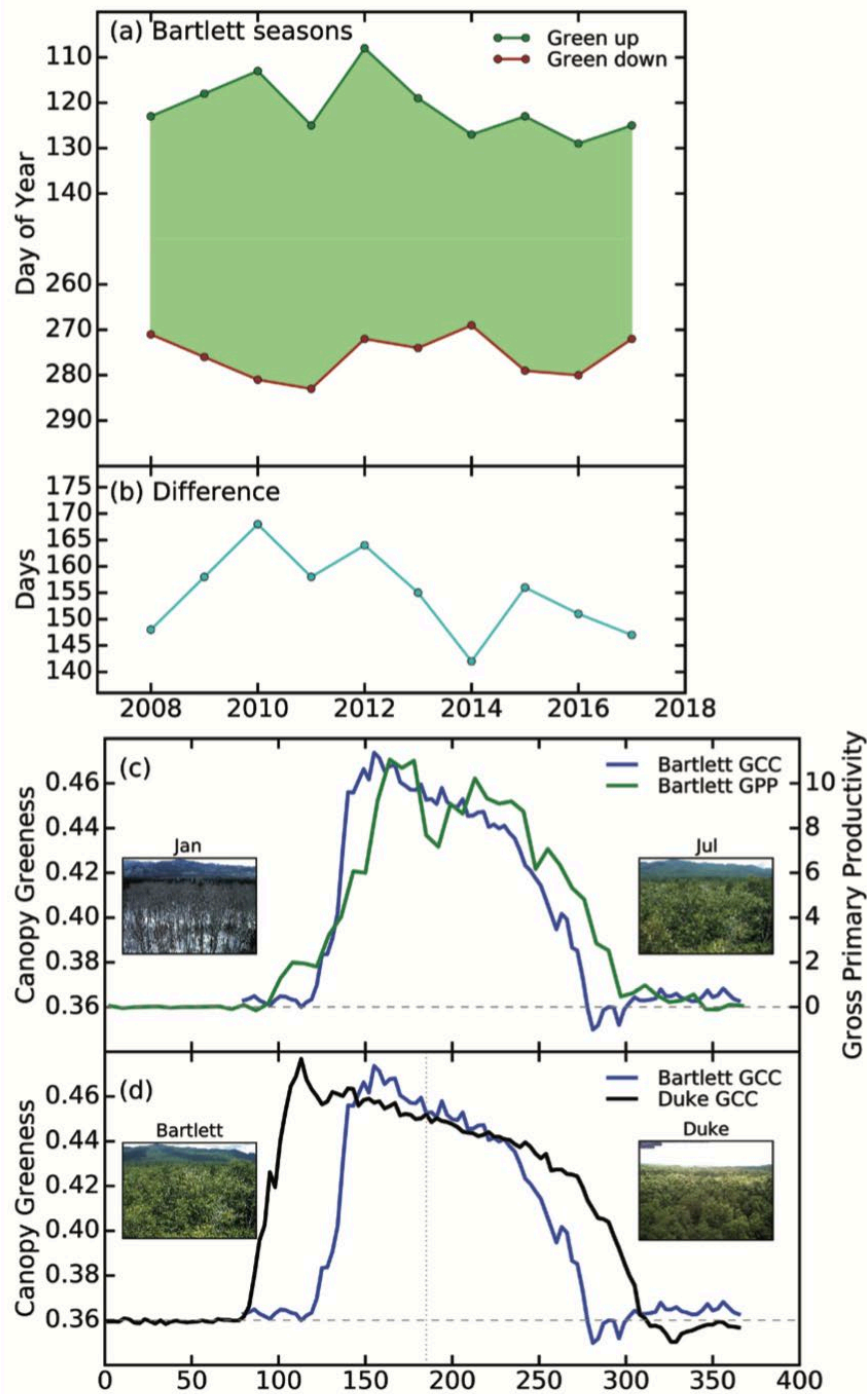 (a) Bartlett seasons
Green up
Green down
110
120
130
140
260
270
280
290
Day of Year
(b) Difference
175
170
165
160
155
150
145
140
Days
2008 2010 2012 2014 2016 2018
(c)
Bartlett GCC
Bartlett GPP
0.46
0.44
0.42
0.40
0.38
0.36
Canopy Greeness
Jan
Jul
10
8
6
4
2
0
Gross Primary Productivity
(d)
Bartlett GCC
Duke GCC
0.46
0.44
0.42
0.40
0.38
0.36
Canopy Greeness
Bartlett
Duke
0 50 100 150 200 250 300 350 400